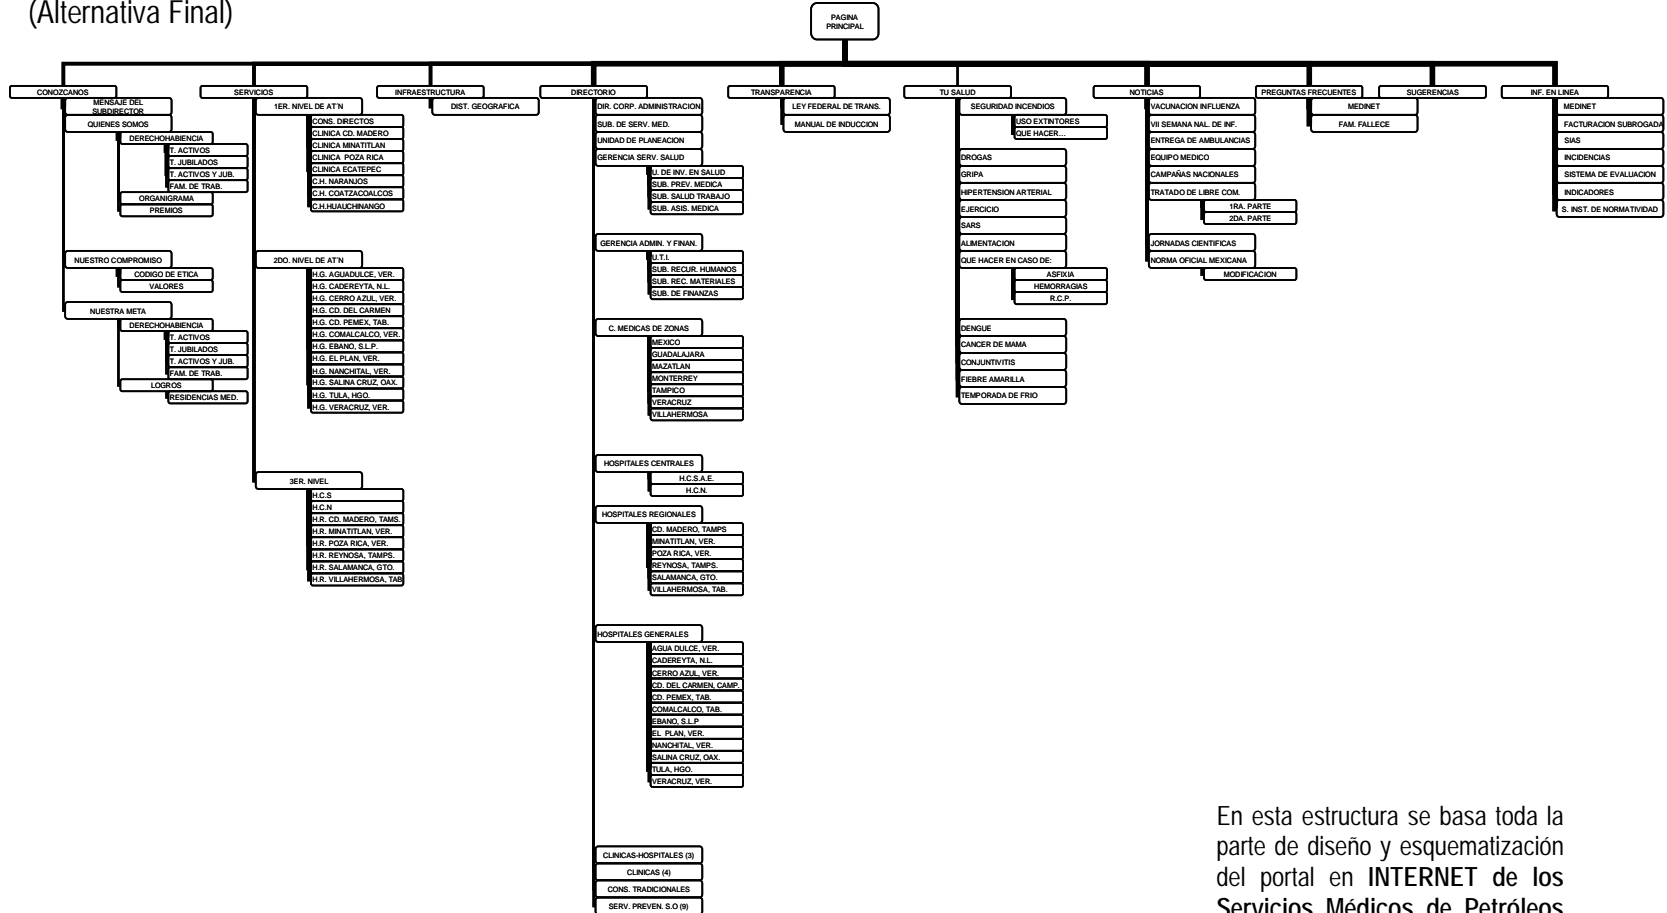 (Alternativa Final)
PAGINA
PRINCIPAL
CONOZCANOS
MENSAJE DEL
SUBDIRECTOR
QUIENES SOMOS
DERECHOHABIENCIA
T. ACTIVOS
T. JUBILADOS
T. ACTIVOS Y JUB.
FAM. DE TRAB.
ORGANIGRAMA
PREMIOS
NUESTRO COMPROMISO
CODIGO DE ETICA
VALORES
NUESTRA META
DERECHOHABIENCIA
T. ACTIVOS
T. JUBILADOS
T. ACTIVOS Y JUB.
FAM. DE TRAB.
LOGROS
RESIDENCIAS MED.
SERVICIOS
1ER. NIVEL DE AT'N
CONS. DIRECTOS
CLINICA CD. MADERO
CLINICA MINATITLAN
CLINICA POZA RICA
CLINICA ECATEPEC
C.H. NARANJOS
C.H. COATZACOALCOS
C.H.HUAUCHINANGO
2DO. NIVEL DE AT'N
H.G. AGUADULCE, VER.
H.G. CADEREYTA, N.L.
H.G. CERRO AZUL, VER.
H.G. CD. DEL CARMEN
H.G. CD. PEMEX, TAB.
H.G. COMALCALCO, VER.
H.G. EBANO, S.L.P.
H.G. EL PLAN, VER.
H.G. NANCHITAL, VER.
H.G. SALINA CRUZ, OAX.
H.G. TULA, HGO.
H.G. VERACRUZ, VER.
3ER. NIVEL
H.C.S
H.C.N
H.R. CD. MADERO, TAMS.
H.R. MINATITLAN, VER.
H.R. POZA RICA, VER.
H.R. REYNOSA, TAMPS.
H.R. SALAMANCA, GTO.
H.R. VILLAHERMOSA, TAB
INFRAESTRUCTURA
DIST. GEOGRAFICA
DIRECTORIO
DIR. CORP. ADMINISTRACION
SUB. DE SERV. MED.
UNIDAD DE PLANEACION
GERENCIA SERV. SALUD
U. DE INV. EN SALUD
SUB. PREV. MEDICA
SUB. SALUD TRABAJO
SUB. ASIS. MEDICA
GERENCIA ADMIN. Y FINAN.
U.T.I.
SUB. RECUR. HUMANOS
SUB. REC. MATERIALES
SUB. DE FINANZAS
C. MEDICAS DE ZONAS
MEXICO
GUADALAJARA
MAZATLAN
MONTERREY
TAMPICO
VERACRUZ
VILLAHERMOSA
HOSPITALES CENTRALES
H.C.S.A.E.
H.C.N.
HOSPITALES REGIONALES
CD. MADERO, TAMPS
MINATITLAN, VER.
POZA RICA, VER.
REYNOSA, TAMPS.
SALAMANCA, GTO.
VILLAHERMOSA, TAB.
HOSPITALES GENERALES
AGUA DULCE, VER.
CADEREYTA, N.L.
CERRO AZUL, VER.
CD. DEL CARMEN, CAMP.
CD. PEMEX, TAB.
COMALCALCO, TAB.
EBANO, S.L.P
EL PLAN, VER.
NANCHITAL, VER.
SALINA CRUZ, OAX.
TULA, HGO.
VERACRUZ, VER.
CLINICAS-HOSPITALES (3)
CLINICAS (4)
CONS. TRADICIONALES
SERV. PREVEN. S.O (9)
TRANSPARENCIA
LEY FEDERAL DE TRANS.
MANUAL DE INDUCCION
TU SALUD
SEGURIDAD INCENDIOS
USO EXTINTORES
QUE HACER...
DROGAS
GRIPA
HIPERTENSION ARTERIAL
EJERCICIO
SARS
ALIMENTACION
QUE HACER EN CASO DE:
ASFIXIA
HEMORRAGIAS
R.C.P.
DENGUE
CANCER DE MAMA
CONJUNTIVITIS
FIEBRE AMARILLA
TEMPORADA DE FRIO
NOTICIAS
VACUNACION INFLUENZA
VII SEMANA NAL. DE INF.
ENTREGA DE AMBULANCIAS
EQUIPO MEDICO
CAMPAÑAS NACIONALES
TRATADO DE LIBRE COM.
1RA. PARTE
2DA. PARTE
JORNADAS CIENTIFICAS
NORMA OFICIAL MEXICANA
MODIFICACION
PREGUNTAS FRECUENTES
MEDINET
FAM. FALLECE
SUGERENCIAS
INF. EN LINEA
MEDINET
FACTURACION SUBROGADA
SIAS
INCIDENCIAS
SISTEMA DE EVALUACION
INDICADORES
S. INST. DE NORMATIVIDAD
En esta estructura se basa toda la
parte de diseño y esquematización
del portal en INTERNET de los
Servicios Médicos de Petróleos